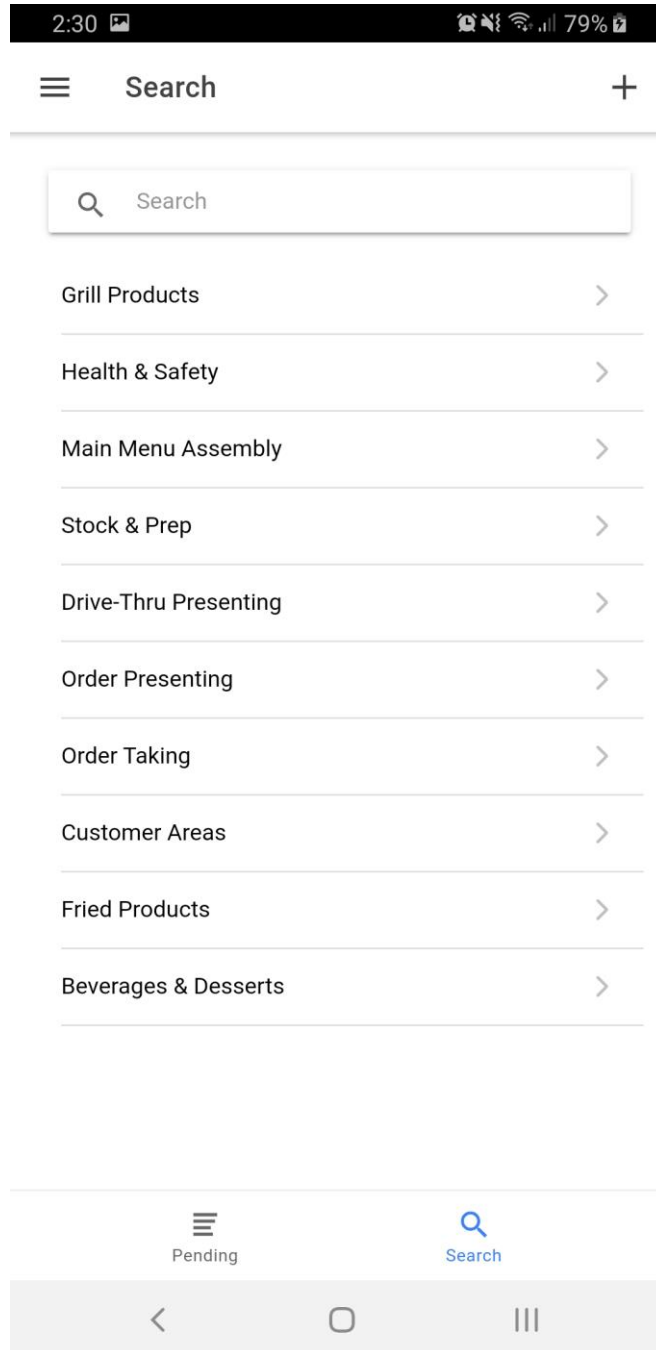 2:30 79%
Search
Search
Grill Products
Health & Safety
Main Menu Assembly
Stock & Prep
Drive-Thru Presenting
Order Presenting
Order Taking
Customer Areas
Fried Products
Beverages & Desserts
Pending Search